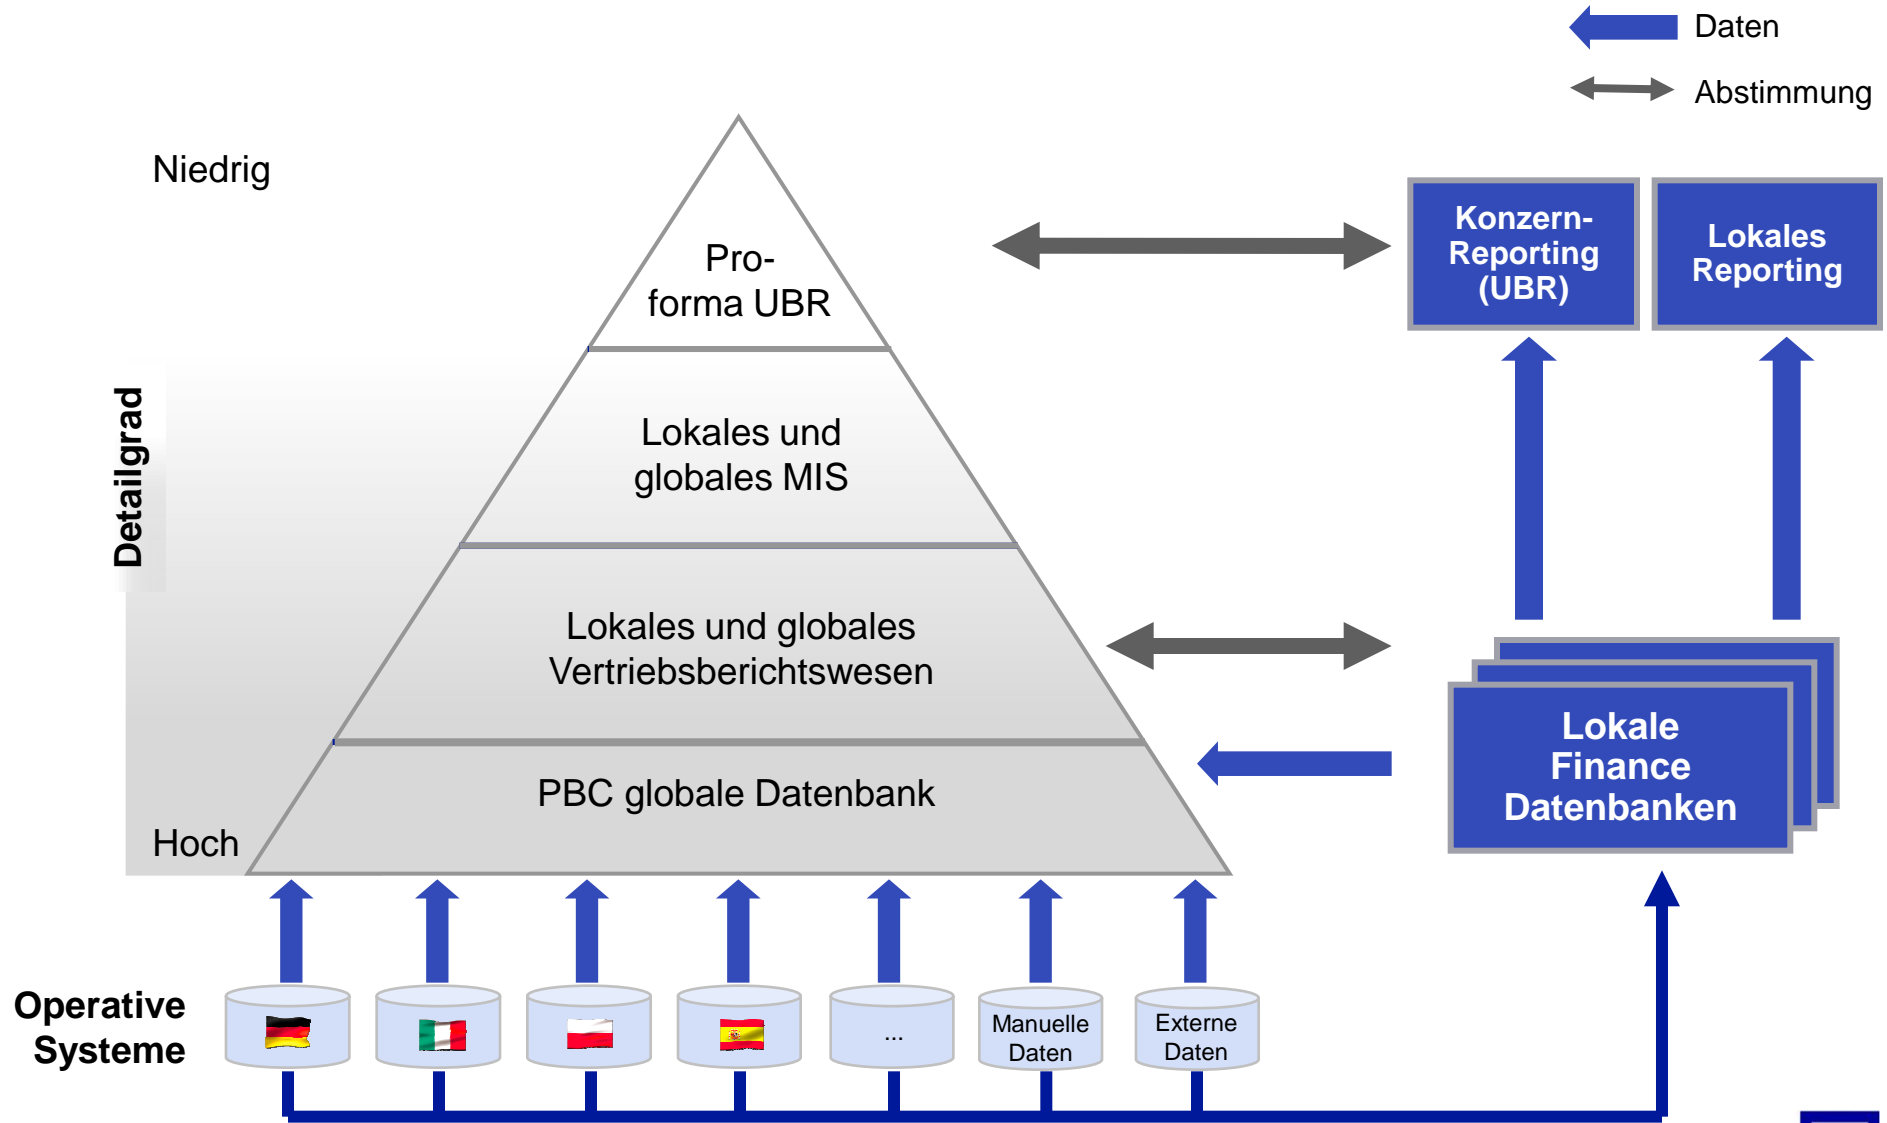 Daten
Abstimmung
Niedrig
Konzern-
Reporting
(UBR)
Lokales
Reporting
Pro-
forma UBR
Detailgrad
Lokales und
globales MIS
Lokales und globales
Vertriebsberichtswesen
Lokale
Finance
Datenbanken
PBC globale Datenbank
Hoch
Operative
Systeme
...
Manuelle
Daten
Externe
Daten